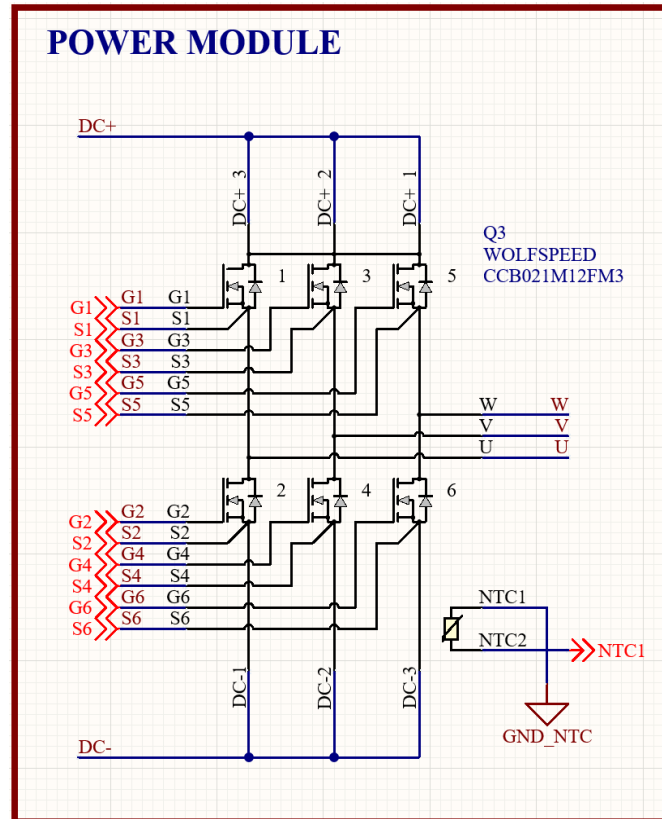 POWER MODULE
DC+
DC+ 3
DC+ 2
DC+ 1
Q3
WOLFSPEED
CCB021M12FM3
1
3
5
G1 G1 G1
S1 S1 S1
G3 G3 G3
S3 S3 S3
G5 G5 G5
S5 S5 S5
W W
V V
U U
2
4
6
G2 G2 G2
S2 S2 S2
G4 G4 G4
S4 S4 S4
G6 G6 G6
S6 S6 S6
NTC1
NTC2
NTC1
GND_NTC
DC-1
DC-2
DC-3
DC-